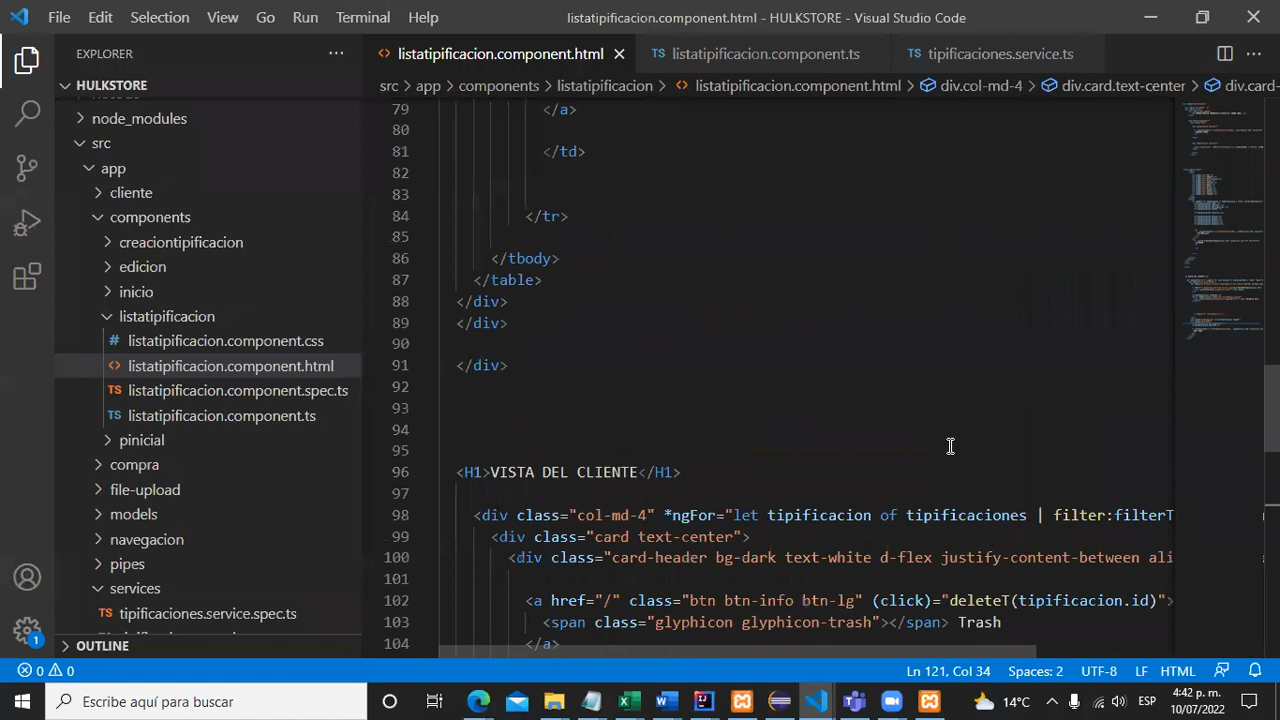 File Edit Selection View Go Run Terminal Help listatipificacion.component.html - HULKSTORE - Visual Studio Code
EXPLORER
listatipificacion.component.html listatipificacion.component.ts tipificaciones.service.ts
HULKSTORE
src > app > components > listatipificacion > listatipificacion.component.html > div.col-md-4 > div.card.text-center > div.card-
node_modules
src
app
cliente
components
creaciontipificacion
edicion
inicio
listatipificacion
listatipificacion.component.css
listatipificacion.component.html
listatipificacion.component.spec.ts
listatipificacion.component.ts
pinicial
compra
file-upload
models
navegacion
pipes
services
tipificaciones.service.spec.ts
OUTLINE
79 </a>
80
81 </td>
82
83
84 </tr>
85
86 </tbody>
87 </table>
88 </div>
89 </div>
90
91 </div>
92
93
94
95
96 <H1>VISTA DEL CLIENTE</H1>
97
98 <div class="col-md-4" *ngFor="let tipificacion of tipificaciones | filter:filterT
99 <div class="card text-center">
100 <div class="card-header bg-dark text-white d-flex justify-content-between ali
101
102 <a href="/" class="btn btn-info btn-lg" (click)="deleteT(tipificacion.id)">
103 <span class="glyphicon glyphicon-trash"></span> Trash
104 </a>
0 0 Ln 121, Col 34 Spaces: 2 UTF-8 LF HTML
1
Escribe aquí para buscar 14°C ESP 4:42 p. m.
10/07/2022